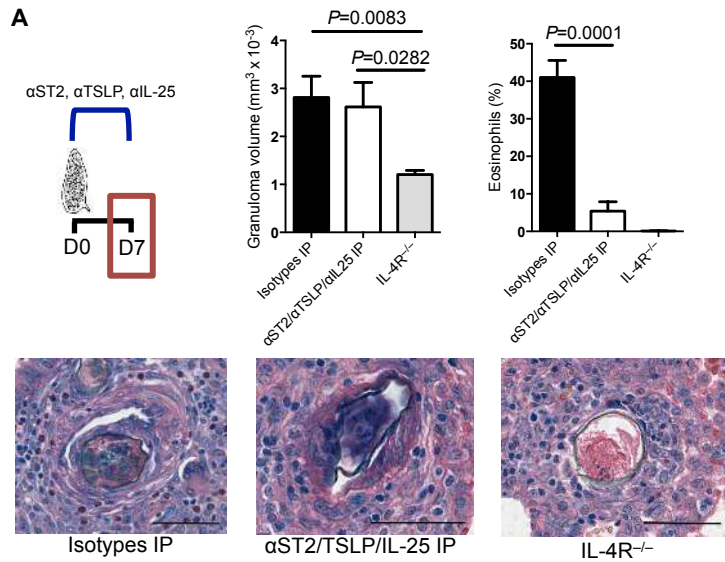 A
αST2, αTSLP, αIL-25
D0
D7
P=0.0083
P=0.0282
Granuloma volume (mm³ x 10-³)
4
3
2
1
0
Isotypes IP
αST2/αTSLP/αIL25 IP
IL-4R⁻/⁻
P=0.0001
Eosinophils (%)
50
40
30
20
10
0
Isotypes IP
αST2/αTSLP/αIL25 IP
IL-4R⁻/⁻
Isotypes IP
αST2/TSLP/IL-25 IP
IL-4R⁻/⁻